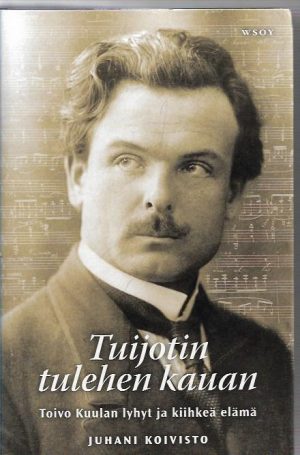 WSOY
Tuijotin
tulehen kauan
Toivo Kuulan lyhyt ja kiihkeä elämä
JUHANI KOIVISTO